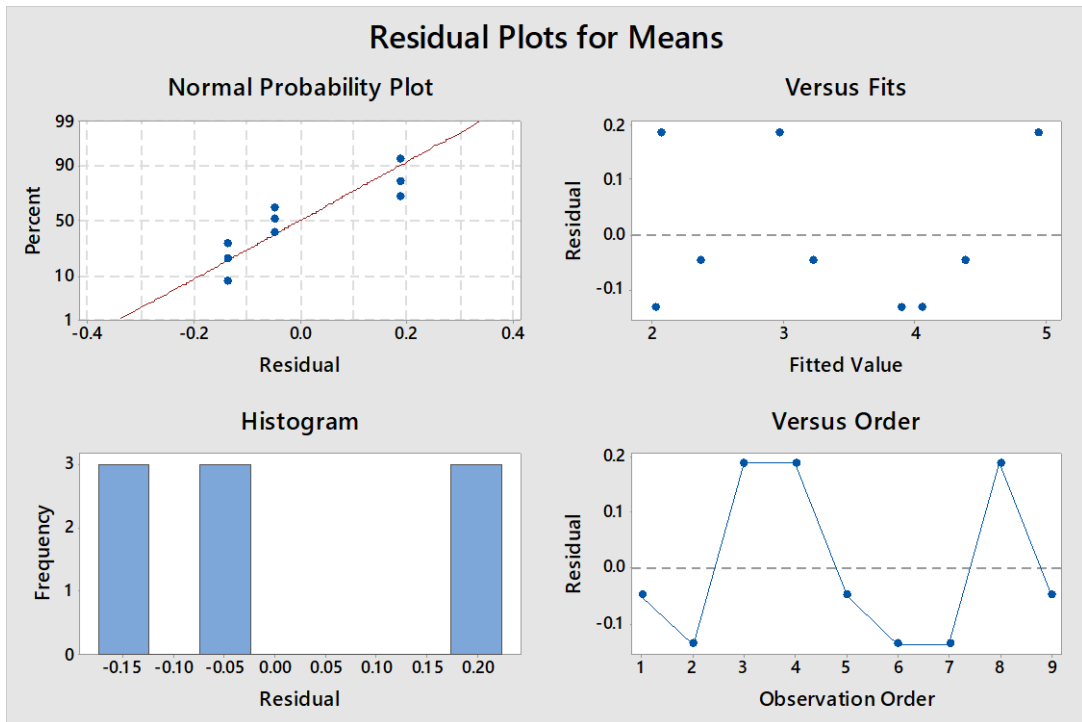 Residual Plots for Means
Normal Probability Plot
99
90
50
10
1
Percent
-0.4 -0.2 0.0 0.2 0.4
Residual
Versus Fits
0.2
0.1
0.0
-0.1
Residual
2 3 4 5
Fitted Value
Histogram
3
2
1
0
Frequency
-0.15 -0.10 -0.05 0.00 0.05 0.10 0.15 0.20
Residual
Versus Order
0.2
0.1
0.0
-0.1
Residual
1 2 3 4 5 6 7 8 9
Observation Order